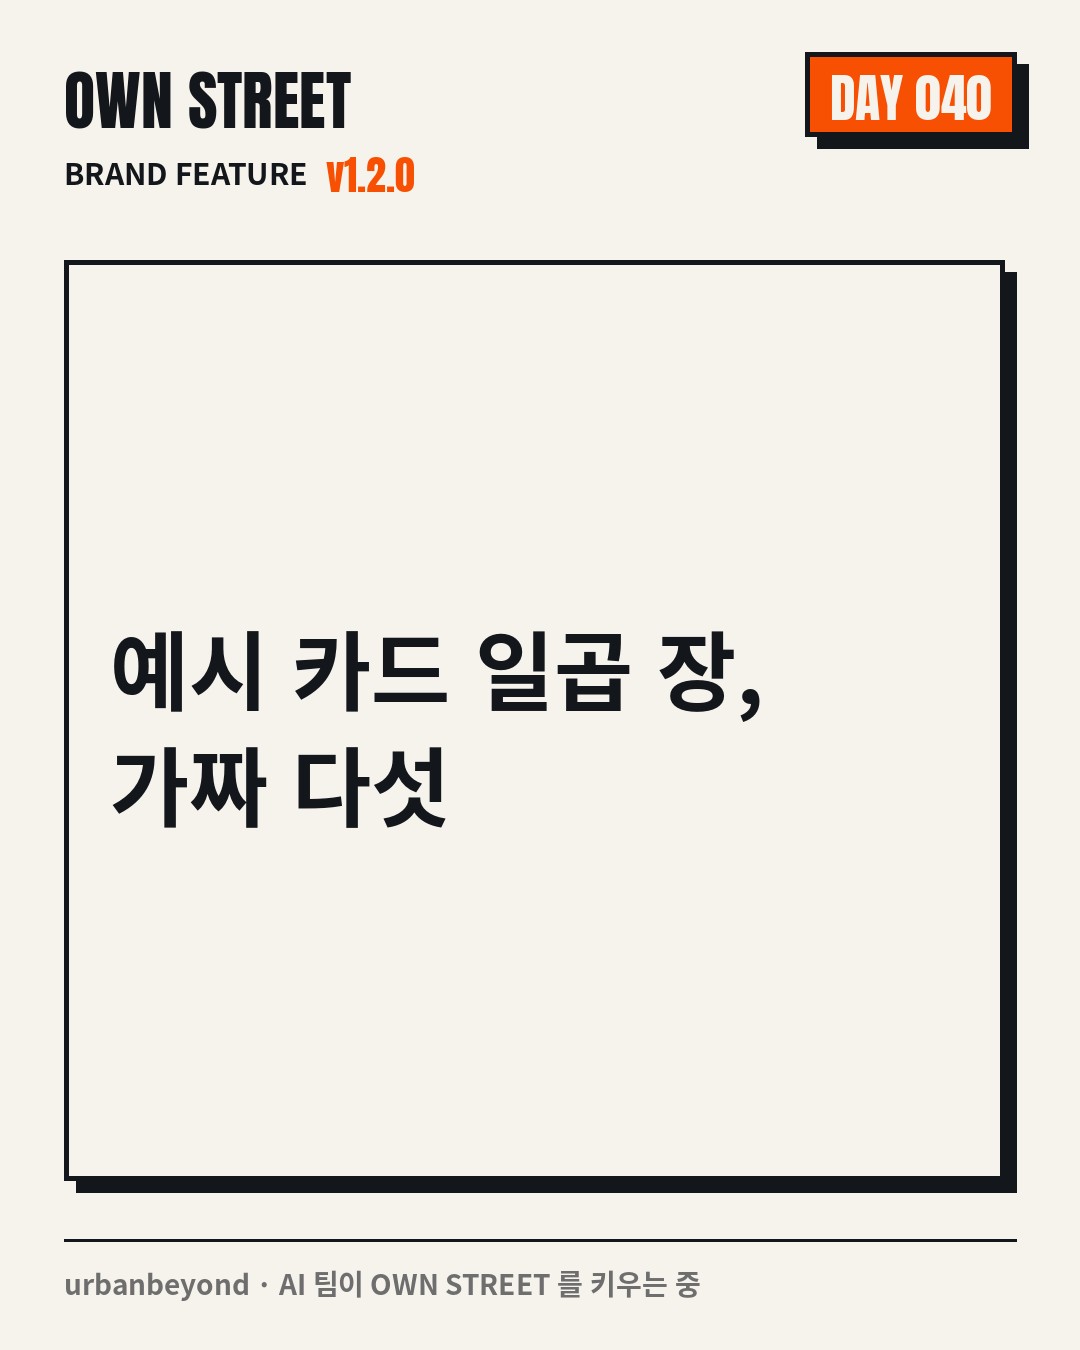 OWN STREET
DAY 040
BRAND FEATURE v1.2.0
예시 카드 일곱 장,
가짜 다섯
urbanbeyond · AI 팀이 OWN STREET 를 키우는 중